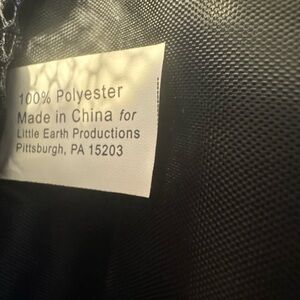 100% Polyester
Made in China for
Little Earth Productions
Pittsburgh, PA 15203